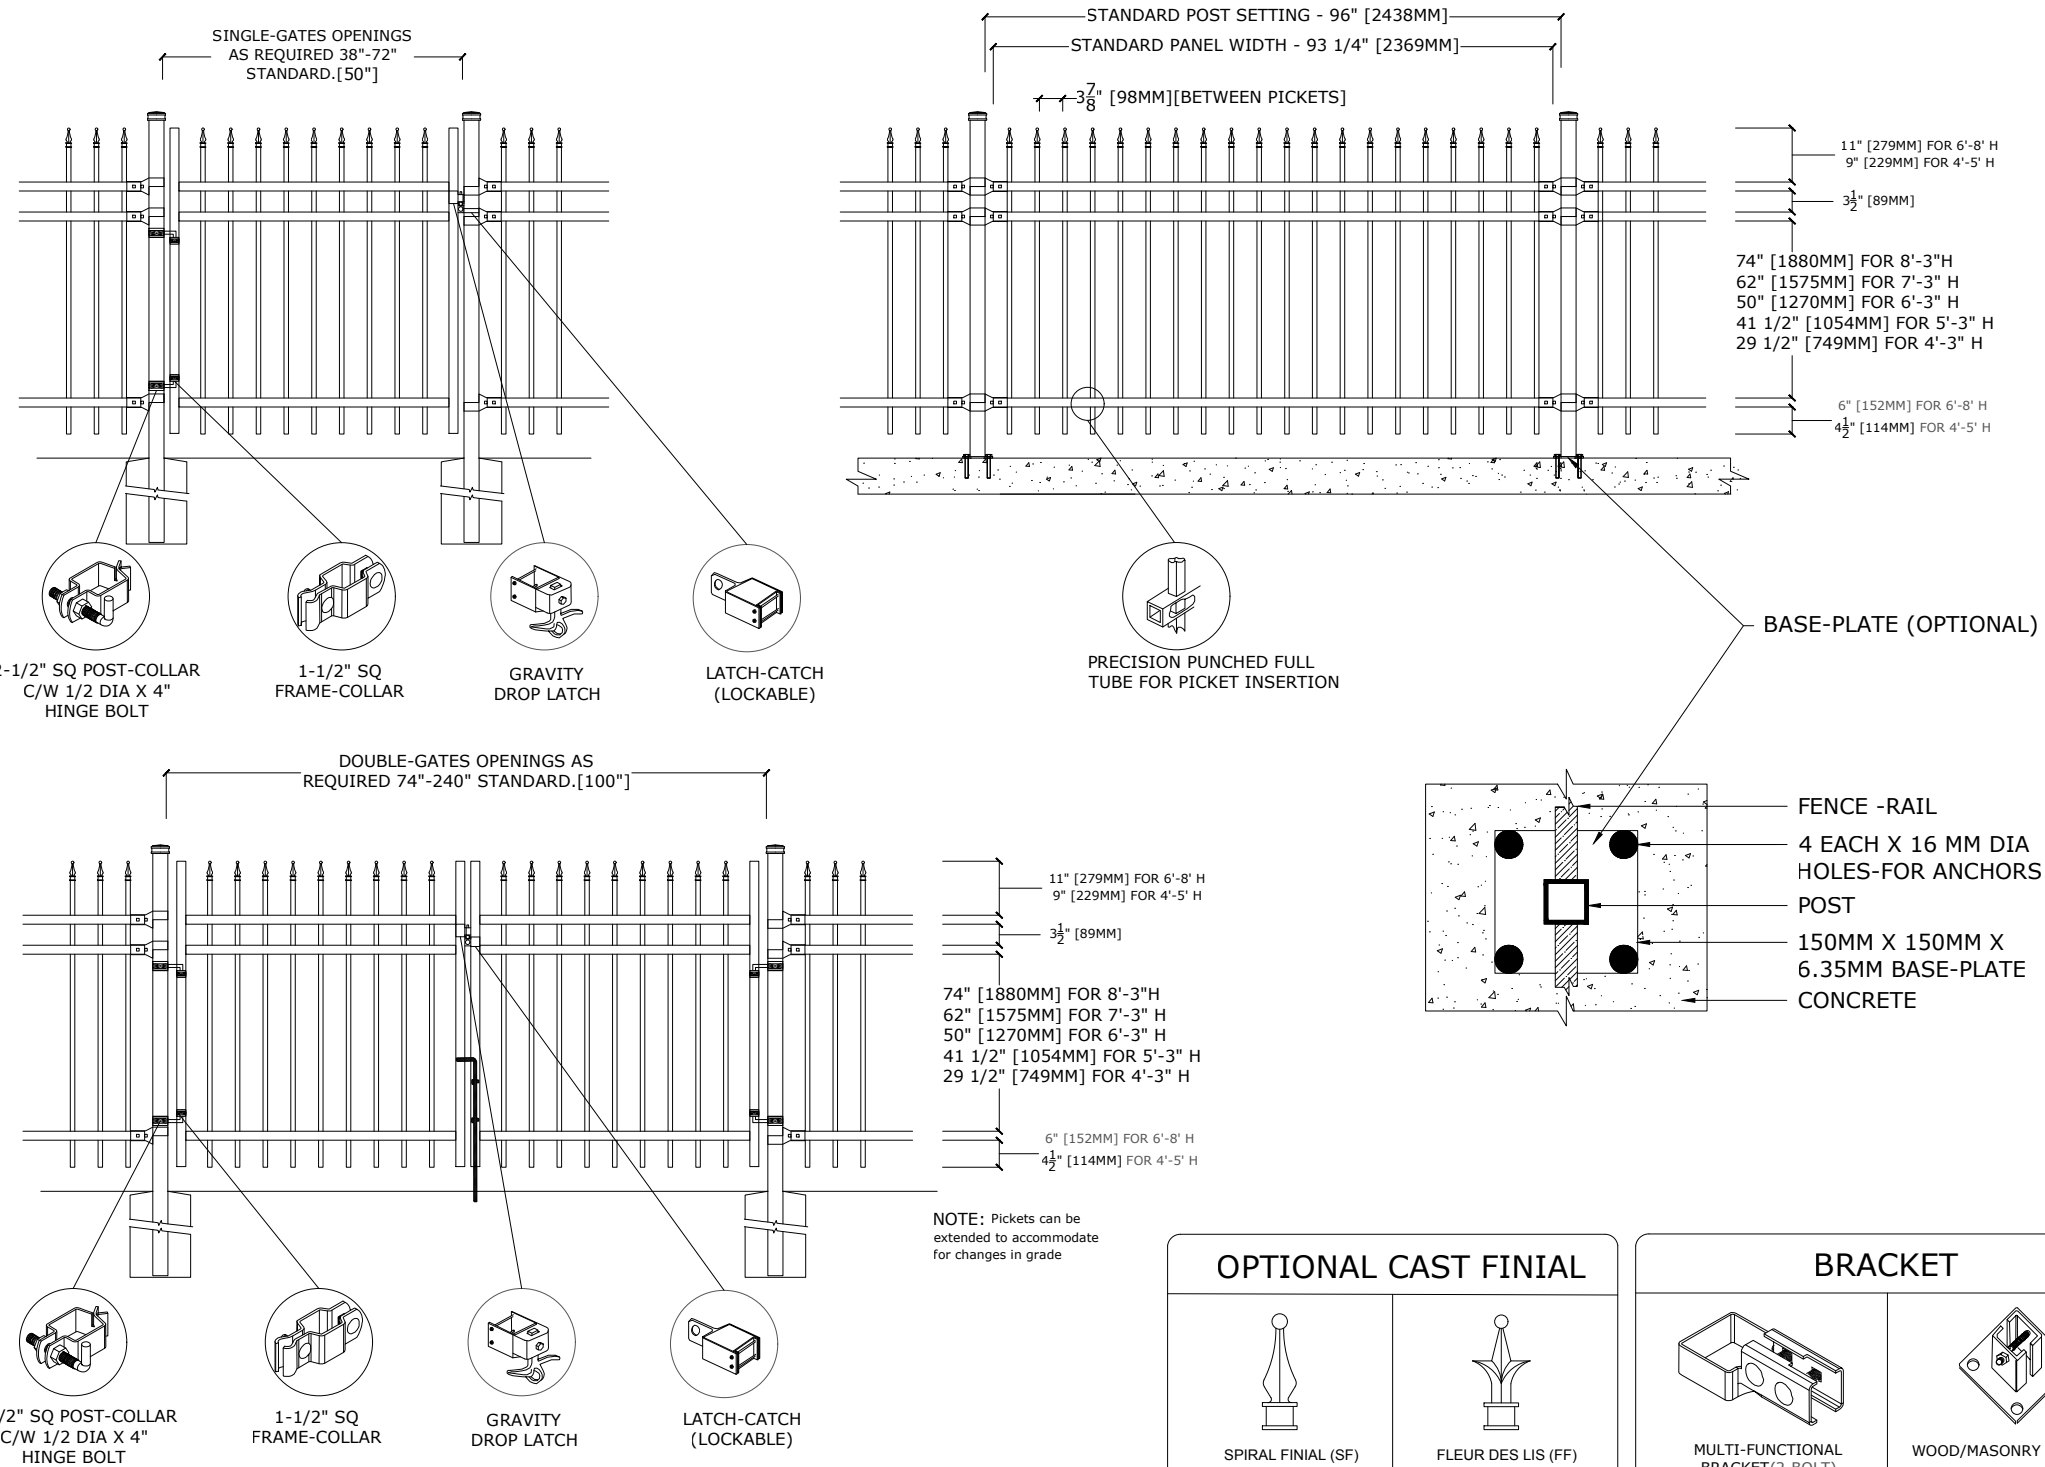 SINGLE-GATES OPENINGS
AS REQUIRED 38"-72"
STANDARD.[50"]
STANDARD POST SETTING - 96" [2438MM]
STANDARD PANEL WIDTH - 93 1/4" [2369MM]
3 7/8" [98MM][BETWEEN PICKETS]
11" [279MM] FOR 6'-8' H
9" [229MM] FOR 4'-5' H
3 1/2" [89MM]
74" [1880MM] FOR 8'-3"H
62" [1575MM] FOR 7'-3" H
50" [1270MM] FOR 6'-3" H
41 1/2" [1054MM] FOR 5'-3" H
29 1/2" [749MM] FOR 4'-3" H
6" [152MM] FOR 6'-8' H
4 1/2" [114MM] FOR 4'-5' H
2-1/2" SQ POST-COLLAR
C/W 1/2 DIA X 4"
HINGE BOLT
1-1/2" SQ
FRAME-COLLAR
GRAVITY
DROP LATCH
LATCH-CATCH
(LOCKABLE)
PRECISION PUNCHED FULL
TUBE FOR PICKET INSERTION
BASE-PLATE (OPTIONAL)
FENCE -RAIL
4 EACH X 16 MM DIA
HOLES-FOR ANCHORS
POST
150MM X 150MM X
6.35MM BASE-PLATE
CONCRETE
DOUBLE-GATES OPENINGS AS
REQUIRED 74"-240" STANDARD.[100"]
11" [279MM] FOR 6'-8' H
9" [229MM] FOR 4'-5' H
3 1/2" [89MM]
74" [1880MM] FOR 8'-3"H
62" [1575MM] FOR 7'-3" H
50" [1270MM] FOR 6'-3" H
41 1/2" [1054MM] FOR 5'-3" H
29 1/2" [749MM] FOR 4'-3" H
6" [152MM] FOR 6'-8' H
4 1/2" [114MM] FOR 4'-5' H
NOTE: Pickets can be
extended to accommodate
for changes in grade
/2" SQ POST-COLLAR
C/W 1/2 DIA X 4"
HINGE BOLT
1-1/2" SQ
FRAME-COLLAR
GRAVITY
DROP LATCH
LATCH-CATCH
(LOCKABLE)
OPTIONAL CAST FINIAL
SPIRAL FINIAL (SF)
FLEUR DES LIS (FF)
BRACKET
MULTI-FUNCTIONAL
BRACKET(2-BOLT)
WOOD/MASONRY